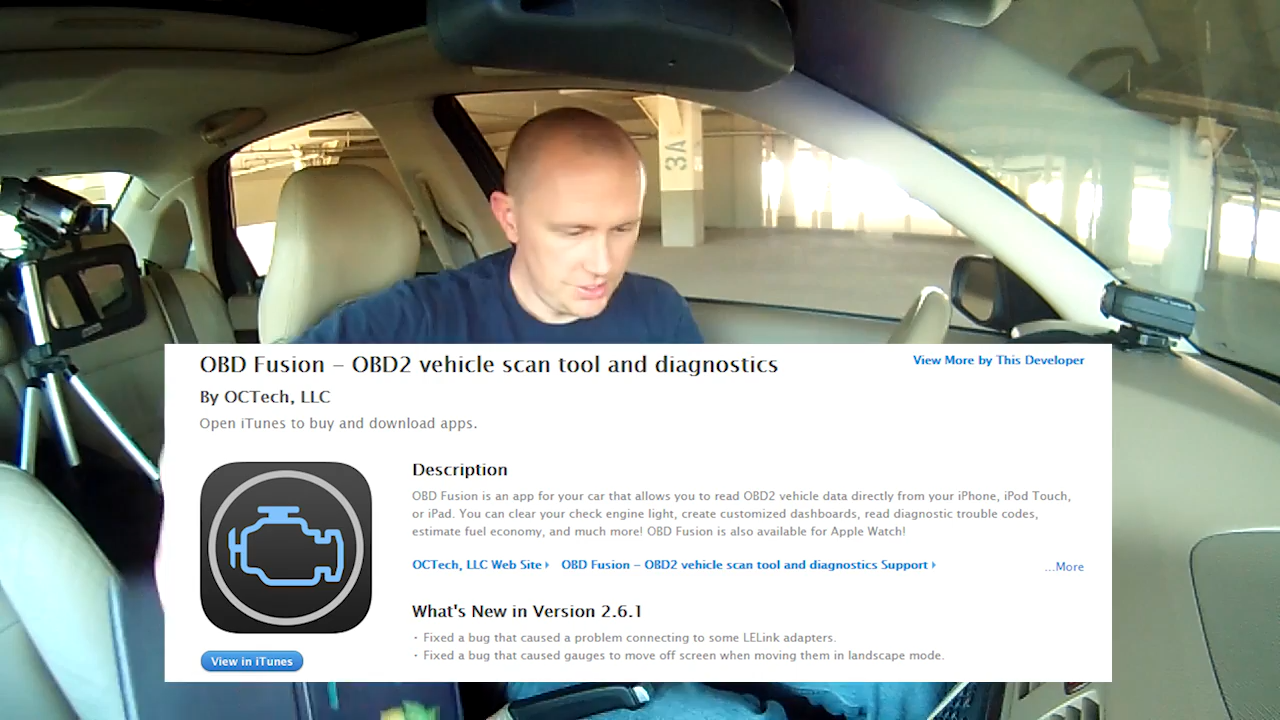 3A
OBD Fusion – OBD2 vehicle scan tool and diagnostics
View More by This Developer
By OCTech, LLC
Open iTunes to buy and download apps.
Description
OBD Fusion is an app for your car that allows you to read OBD2 vehicle data directly from your iPhone, iPod Touch,
or iPad. You can clear your check engine light, create customized dashboards, read diagnostic trouble codes,
estimate fuel economy, and much more! OBD Fusion is also available for Apple Watch!
OCTech, LLC Web Site
OBD Fusion – OBD2 vehicle scan tool and diagnostics Support
...More
What's New in Version 2.6.1
• Fixed a bug that caused a problem connecting to some LELink adapters.
• Fixed a bug that caused gauges to move off screen when moving them in landscape mode.
View in iTunes